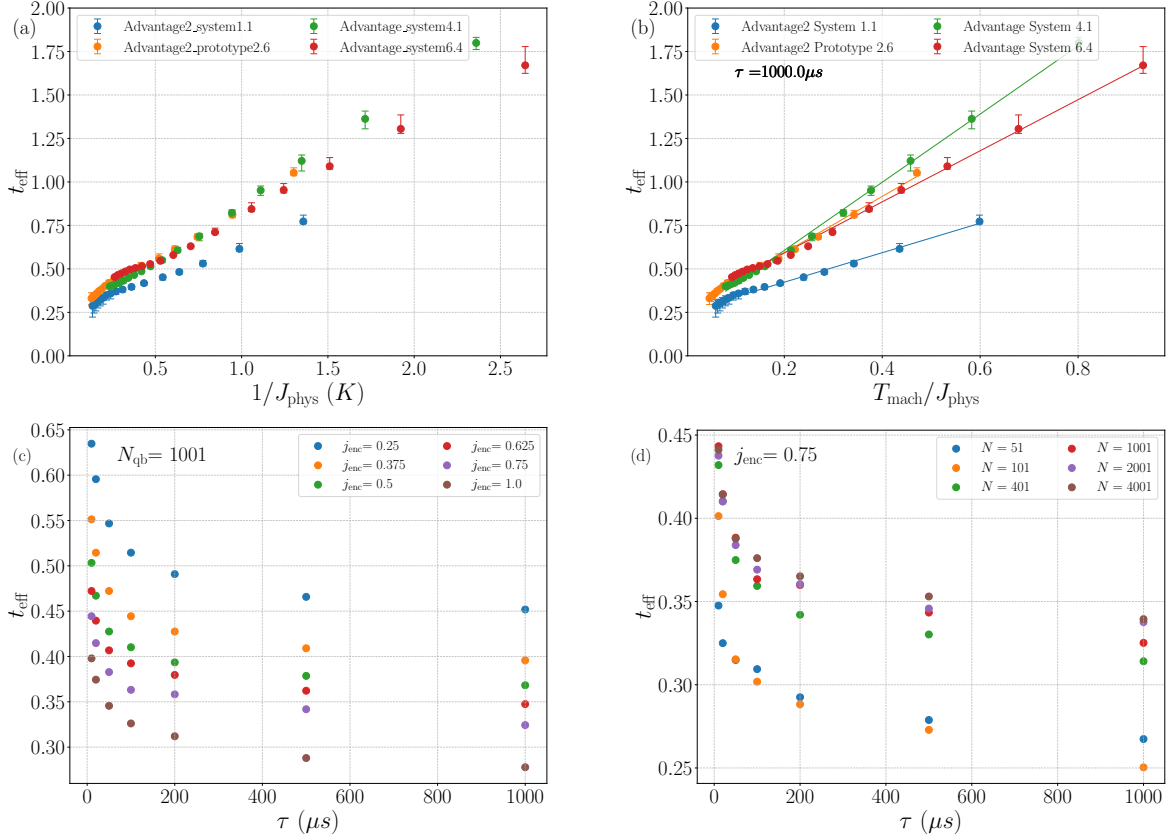 (a)
Advantage2_system1.1
Advantage2_prototype2.6
Advantage_system4.1
Advantage_system6.4
2.00
1.75
1.50
1.25
1.00
0.75
0.50
0.25
0.00
t_eff
0.5 1.0 1.5 2.0 2.5
1/J_phys (K)
(b)
Advantage2 System 1.1
Advantage2 Prototype 2.6
Advantage System 4.1
Advantage System 6.4
τ =1000.0μs
2.00
1.75
1.50
1.25
1.00
0.75
0.50
0.25
0.00
t_eff
0.2 0.4 0.6 0.8
T_mach/J_phys
(c)
N_qb= 1001
j_enc= 0.25
j_enc= 0.375
j_enc= 0.5
j_enc= 0.625
j_enc= 0.75
j_enc= 1.0
0.65
0.60
0.55
0.50
0.45
0.40
0.35
0.30
t_eff
0 200 400 600 800 1000
τ (μs)
(d)
j_enc= 0.75
N = 51
N = 101
N = 401
N = 1001
N = 2001
N = 4001
0.45
0.40
0.35
0.30
0.25
t_eff
0 200 400 600 800 1000
τ (μs)